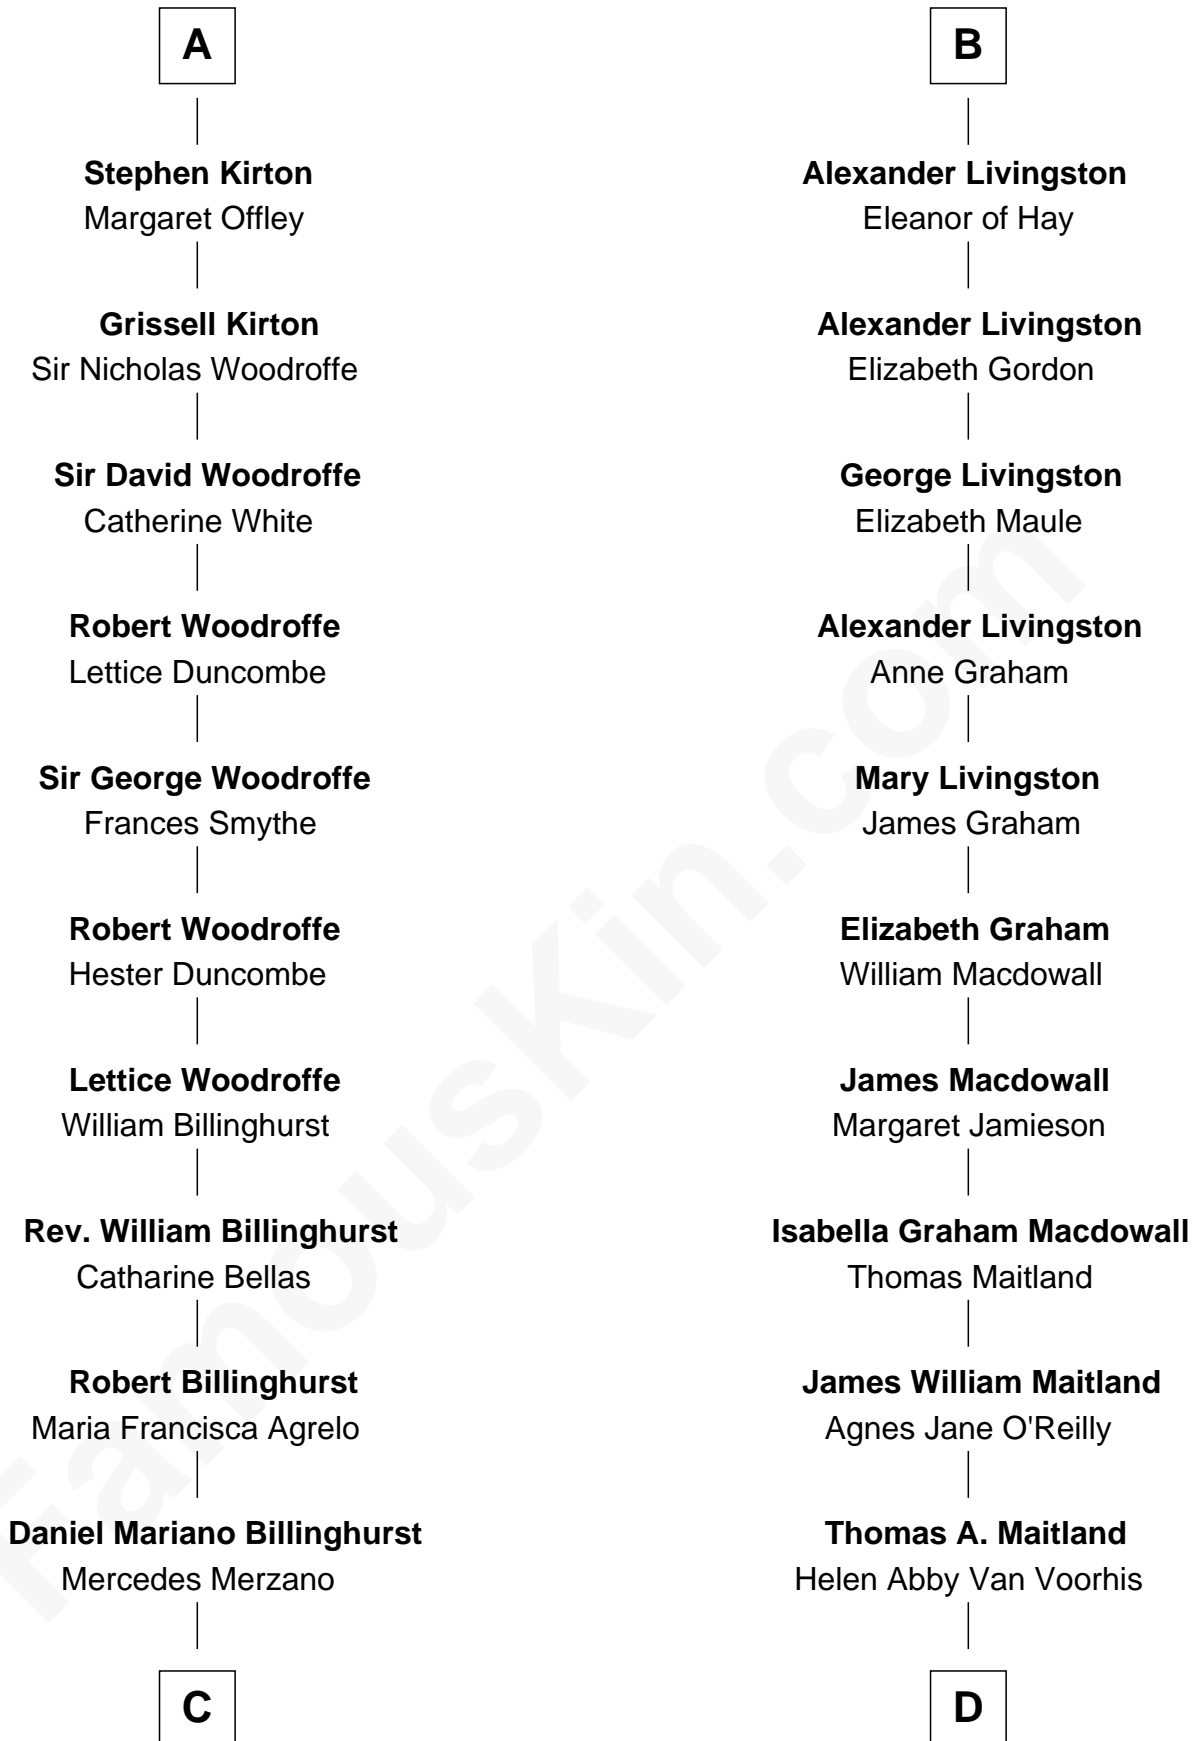 A
Stephen Kirton
Margaret Offley
Grissell Kirton
Sir Nicholas Woodroffe
Sir David Woodroffe
Catherine White
Robert Woodroffe
Lettice Duncombe
Sir George Woodroffe
Frances Smythe
Robert Woodroffe
Hester Duncombe
Lettice Woodroffe
William Billinghurst
Rev. William Billinghurst
Catharine Bellas
Robert Billinghurst
Maria Francisca Agrelo
Daniel Mariano Billinghurst
Mercedes Merzano
C
B
Alexander Livingston
Eleanor of Hay
Alexander Livingston
Elizabeth Gordon
George Livingston
Elizabeth Maule
Alexander Livingston
Anne Graham
Mary Livingston
James Graham
Elizabeth Graham
William Macdowall
James Macdowall
Margaret Jamieson
Isabella Graham Macdowall
Thomas Maitland
James William Maitland
Agnes Jane O'Reilly
Thomas A. Maitland
Helen Abby Van Voorhis
D
FamousKin.com